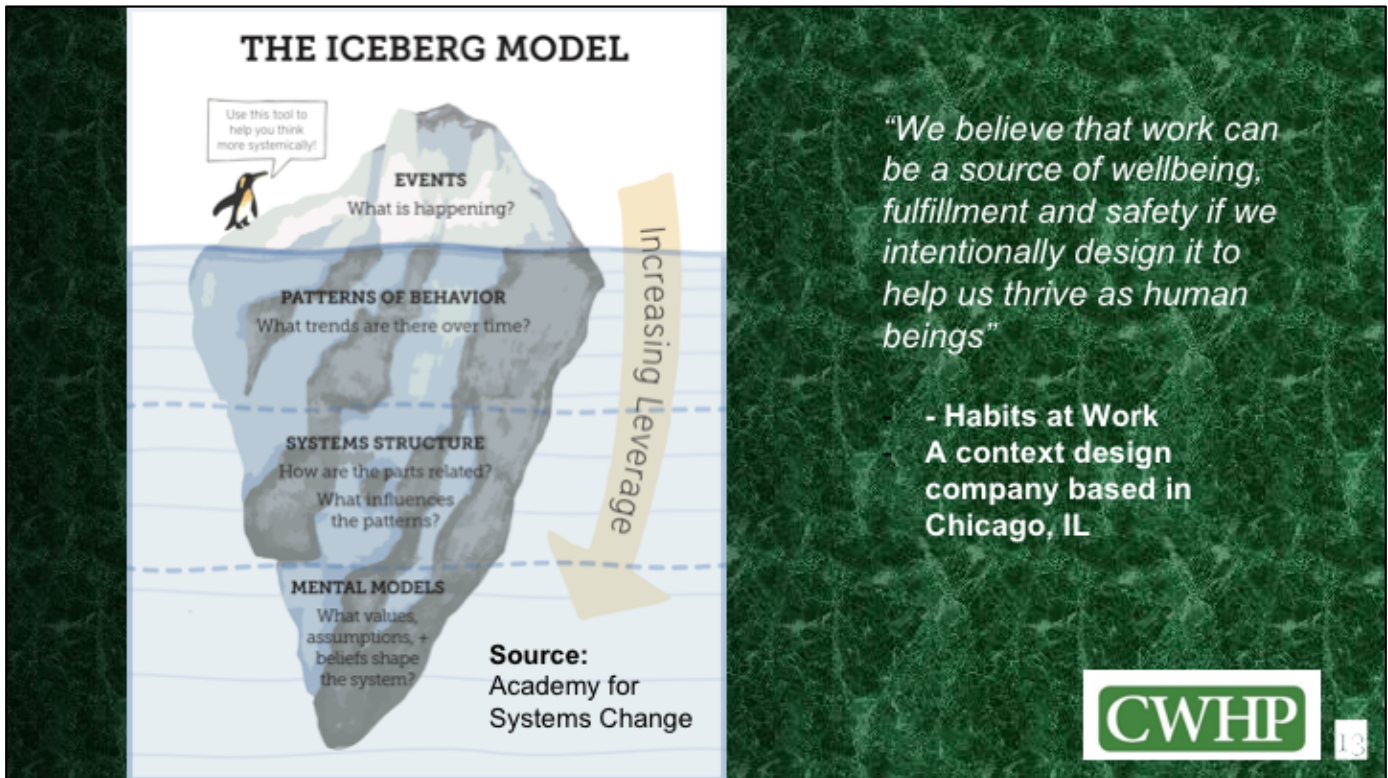 THE ICEBERG MODEL
Use this tool to
help you think
more systemically!
EVENTS
What is happening?
PATTERNS OF BEHAVIOR
What trends are there over time?
SYSTEMS STRUCTURE
How are the parts related?
What influences
the patterns?
MENTAL MODELS
What values,
assumptions, +
beliefs shape
the system?
Increasing Leverage
Source:
Academy for
Systems Change
“We believe that work can
be a source of wellbeing,
fulfillment and safety if we
intentionally design it to
help us thrive as human
beings”
- Habits at Work
A context design
company based in
Chicago, IL
CWHP
13